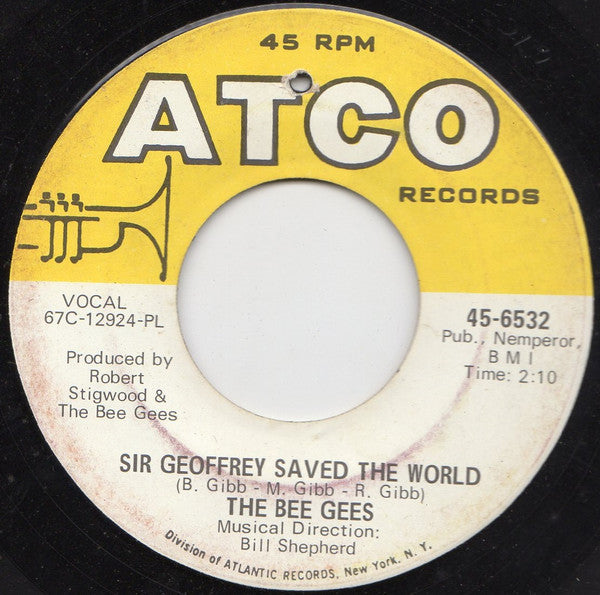 45 RPM
ATCO
RECORDS
VOCAL
67C-12924-PL
Produced by
Robert
Stigwood &
The Bee Gees
45-6532
Pub., Nemperor,
BMI
Time: 2:10
SIR GEOFFREY SAVED THE WORLD
(B. Gibb - M. Gibb - R. Gibb)
THE BEE GEES
Musical Direction:
Bill Shepherd
Division of ATLANTIC RECORDS, New York, N. Y.